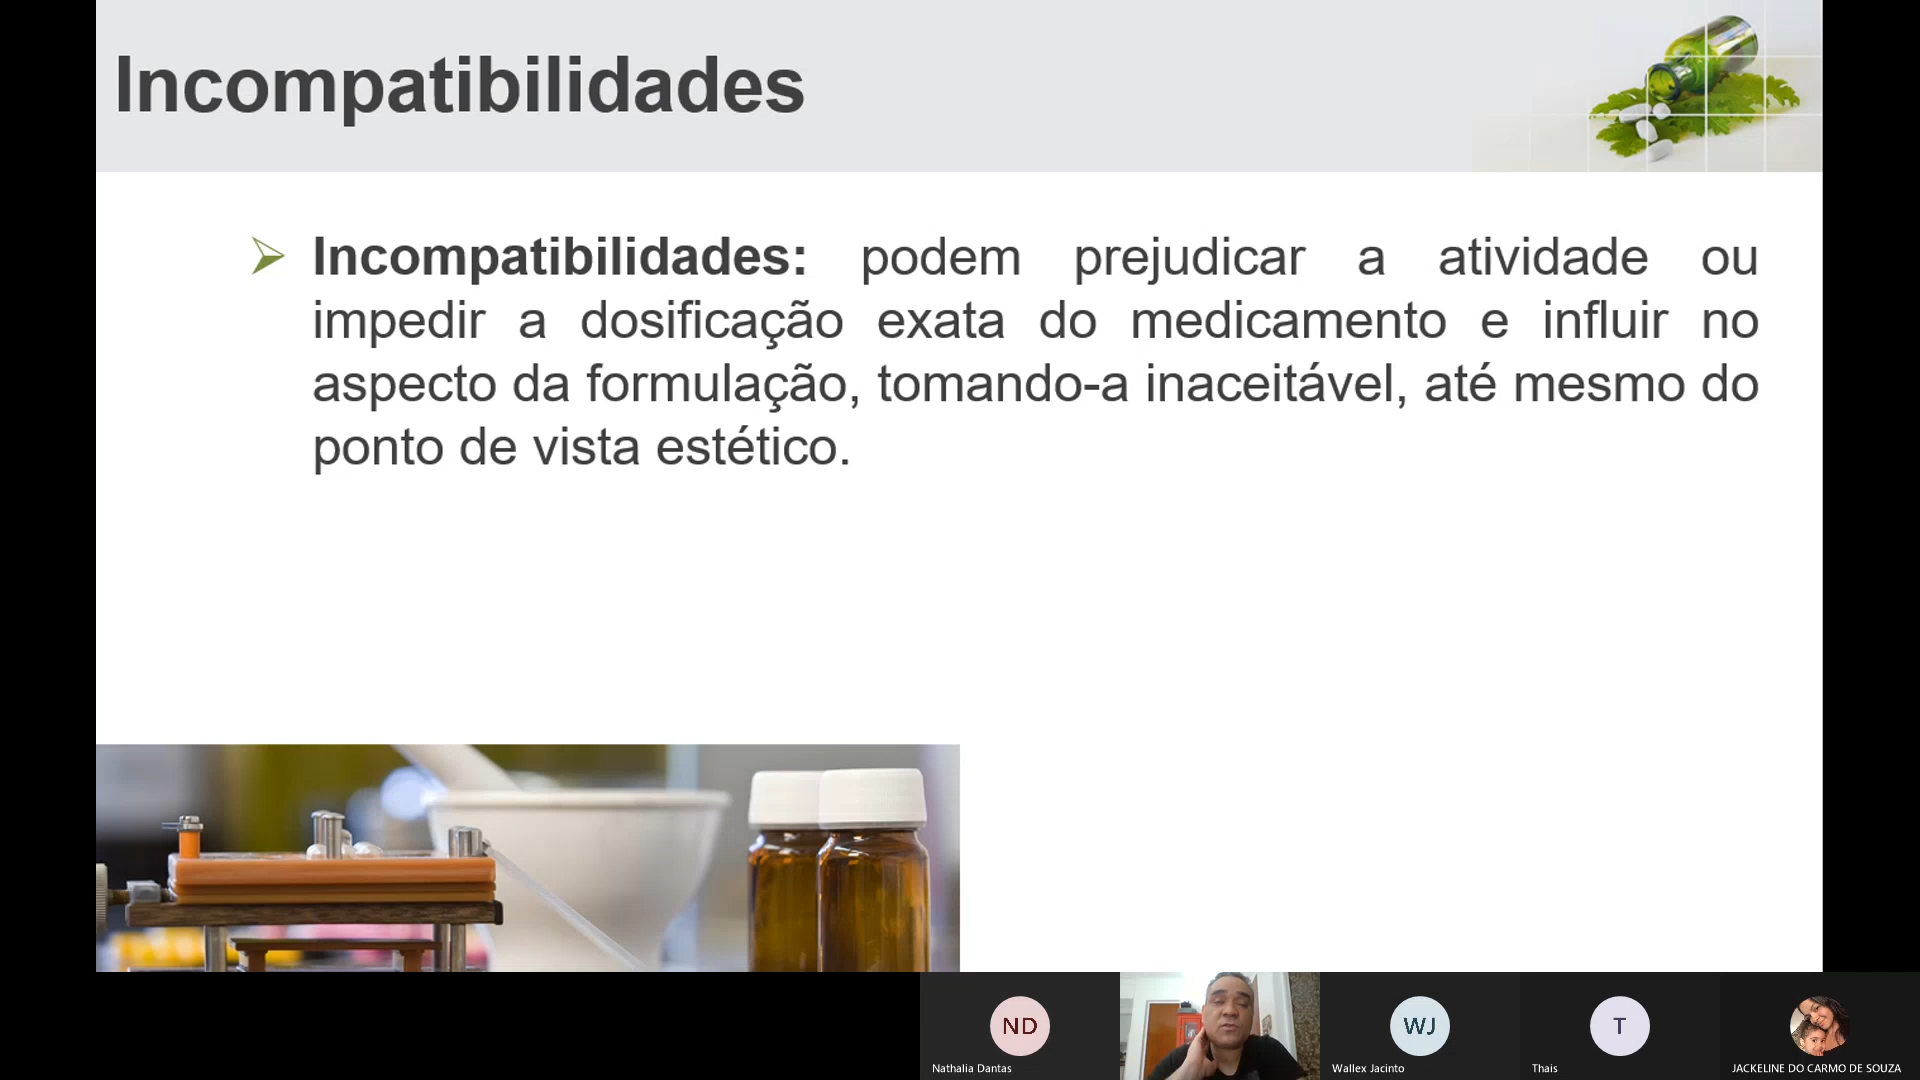 Incompatibilidades
Incompatibilidades: podem prejudicar a atividade ou
impedir a dosificação exata do medicamento e influir no
aspecto da formulação, tomando-a inaceitável, até mesmo do
ponto de vista estético.
ND
WJ
T
Nathalia Dantas
Wallex Jacinto
Thais
JACKELINE DO CARMO DE SOUZA